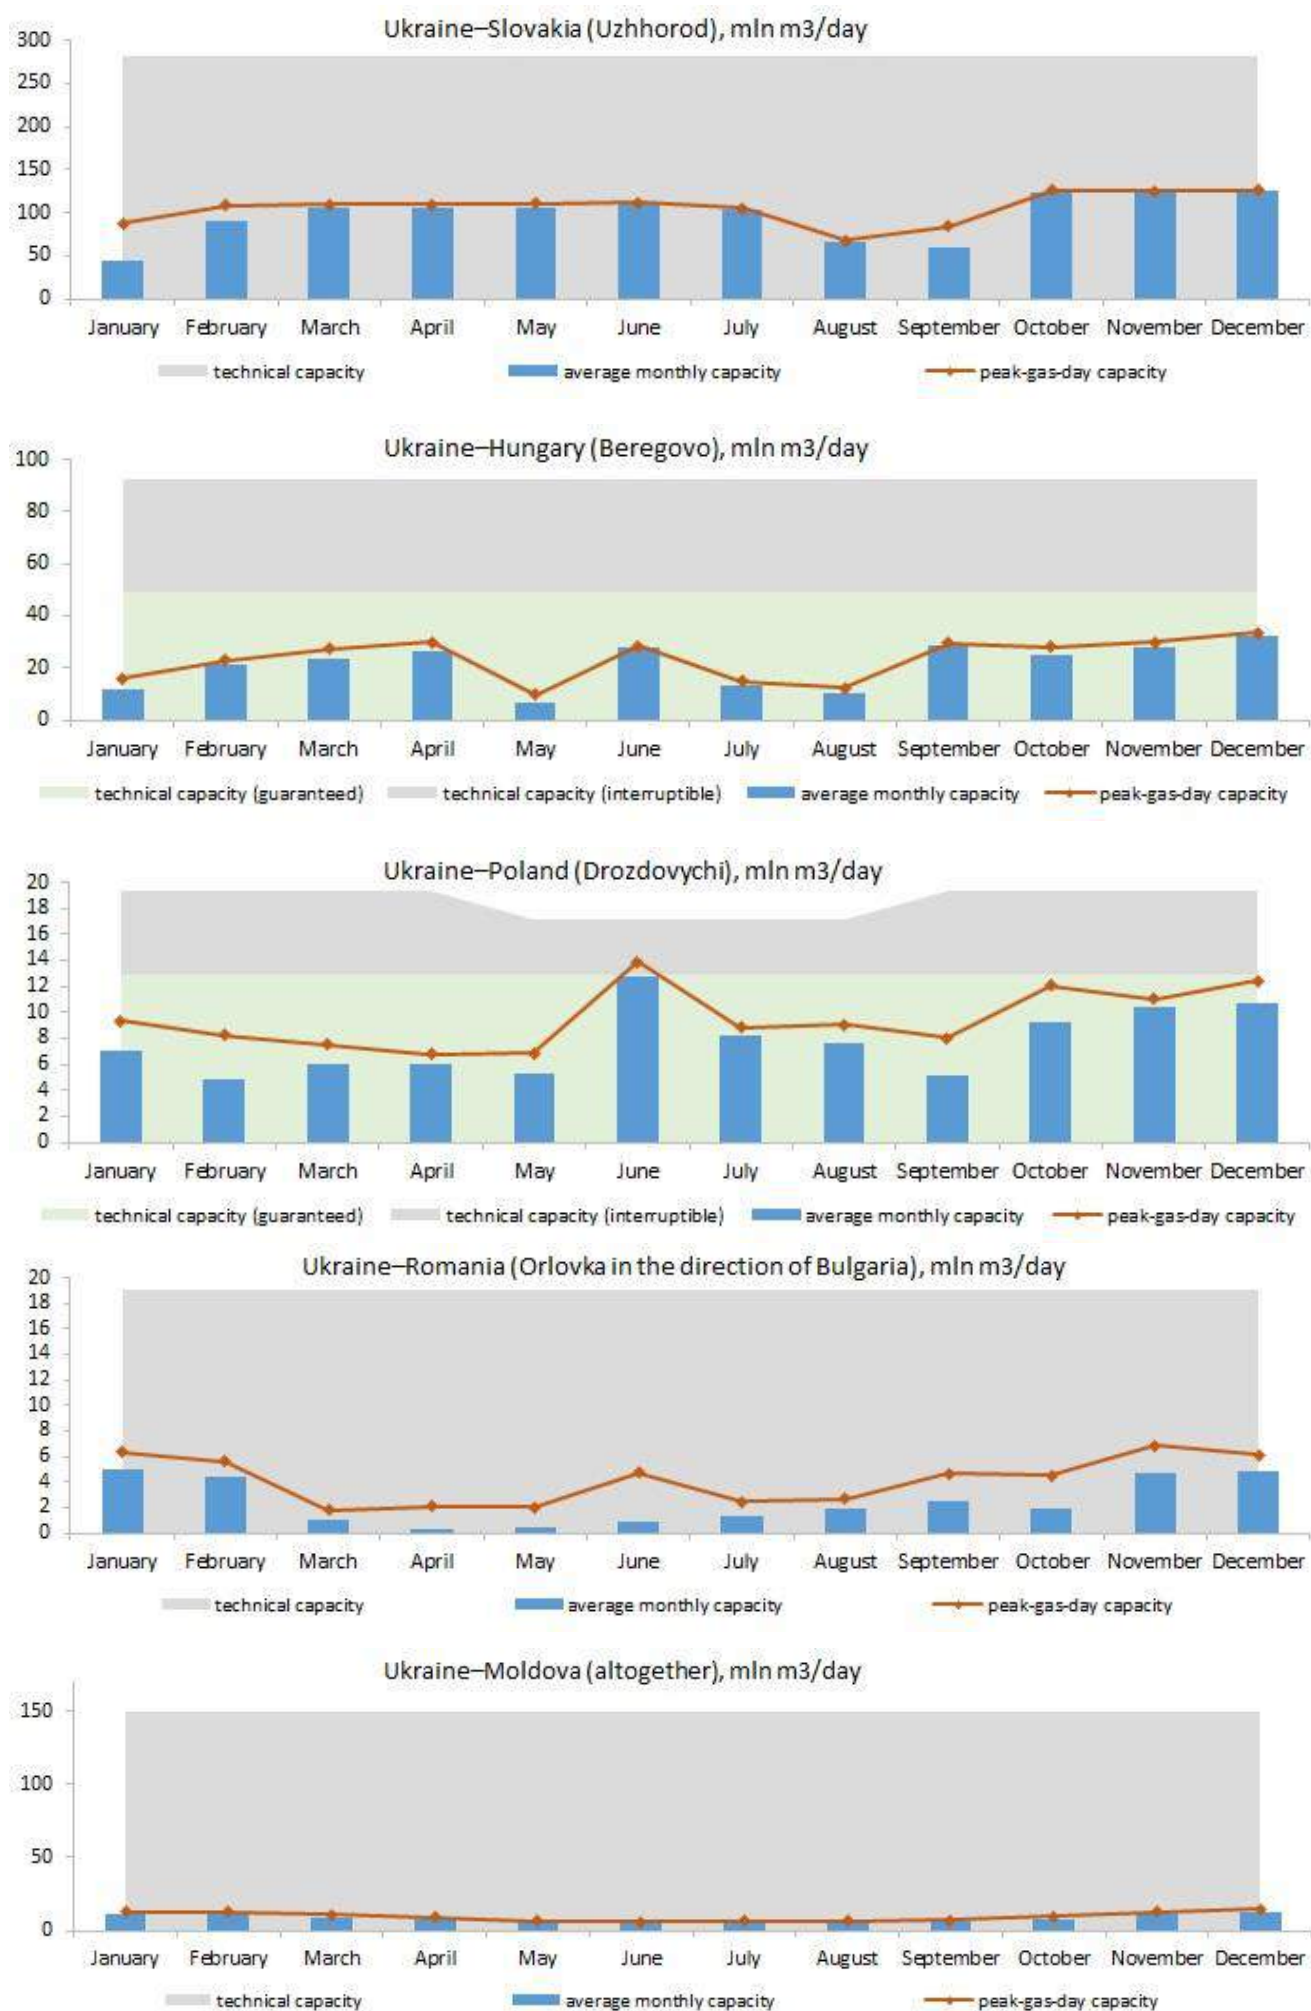 Ukraine–Slovakia (Uzhhorod), mln m3/day
300
250
200
150
100
50
0
January February March April May June July August September October November December
technical capacity average monthly capacity peak-gas-day capacity
Ukraine–Hungary (Beregovo), mln m3/day
100
80
60
40
20
0
January February March April May June July August September October November December
technical capacity (guaranteed) technical capacity (interruptible) average monthly capacity peak-gas-day capacity
Ukraine–Poland (Drozdovychi), mln m3/day
20
18
16
14
12
10
8
6
4
2
0
January February March April May June July August September October November December
technical capacity (guaranteed) technical capacity (interruptible) average monthly capacity peak-gas-day capacity
Ukraine–Romania (Orlovka in the direction of Bulgaria), mln m3/day
20
18
16
14
12
10
8
6
4
2
0
January February March April May June July August September October November December
technical capacity average monthly capacity peak-gas-day capacity
Ukraine–Moldova (altogether), mln m3/day
150
100
50
0
January February March April May June July August September October November December
technical capacity average monthly capacity peak-gas-day capacity